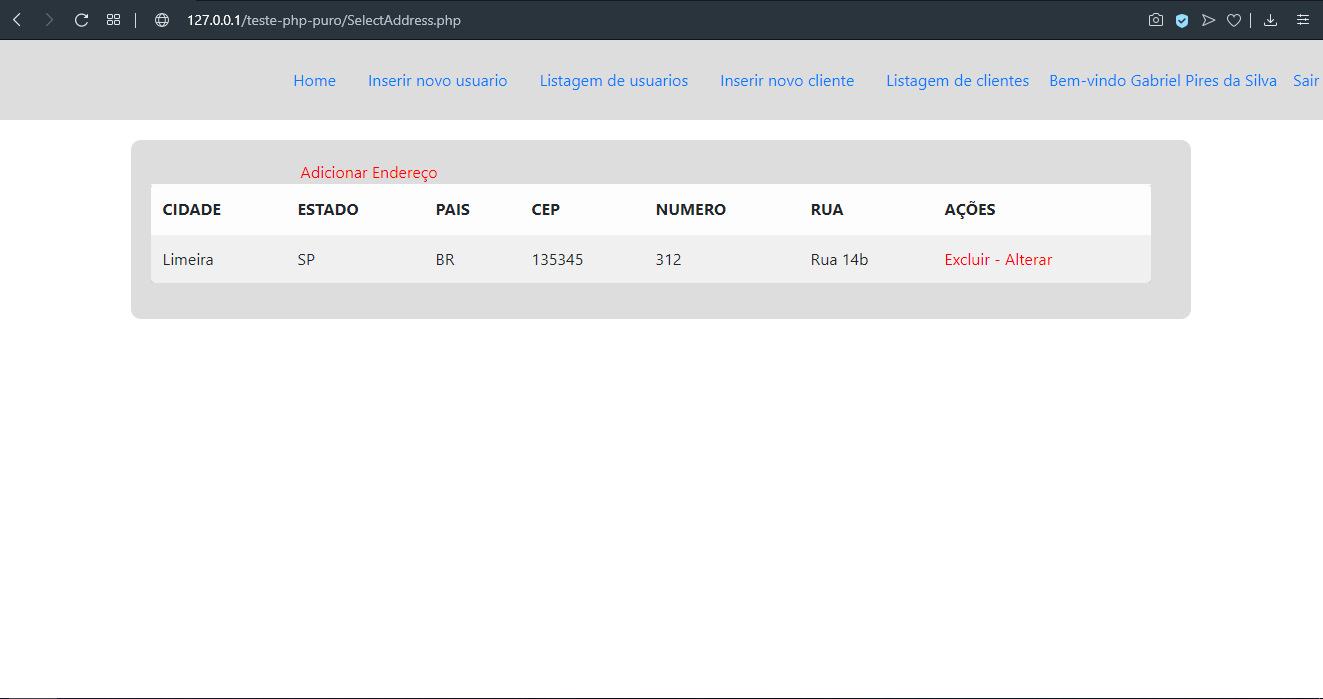 127.0.0.1/teste-php-puro/SelectAddress.php
Home Inserir novo usuario Listagem de usuarios Inserir novo cliente Listagem de clientes Bem-vindo Gabriel Pires da Silva Sair
Adicionar Endereço
CIDADE ESTADO PAIS CEP NUMERO RUA AÇÕES
Limeira SP BR 135345 312 Rua 14b Excluir - Alterar